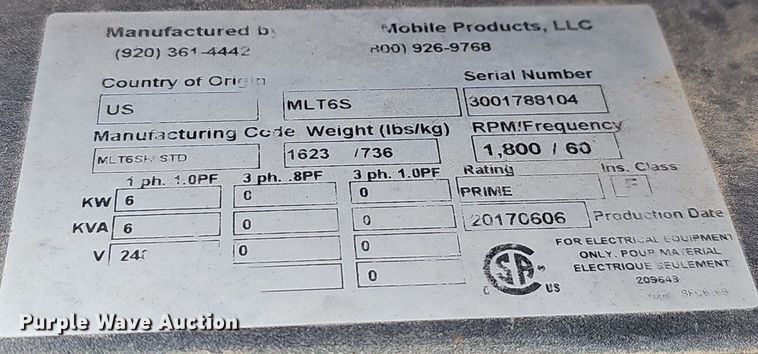 Manufactured by Mobile Products, LLC
(920) 361-4442 800) 926-9768
Country of Origin Serial Number
US MLT6S 3001788104
Manufacturing Code Weight (lbs/kg) RPM/Frequency
STD 1623 /736 1,800 / 60
1 ph. 1.0PF 3 ph. .8PF 3 ph. 1.0PF Rating Ins. Class
KW 6 0 0 PRIME F
KVA 6 0 0 20170606 Production Date
V 0 0
0
FOR ELECTRICAL EQUIPMENT
ONLY. POUR MATERIAL
ELECTRIQUE SEULEMENT
209643
C SA US
Purple Wave Auction